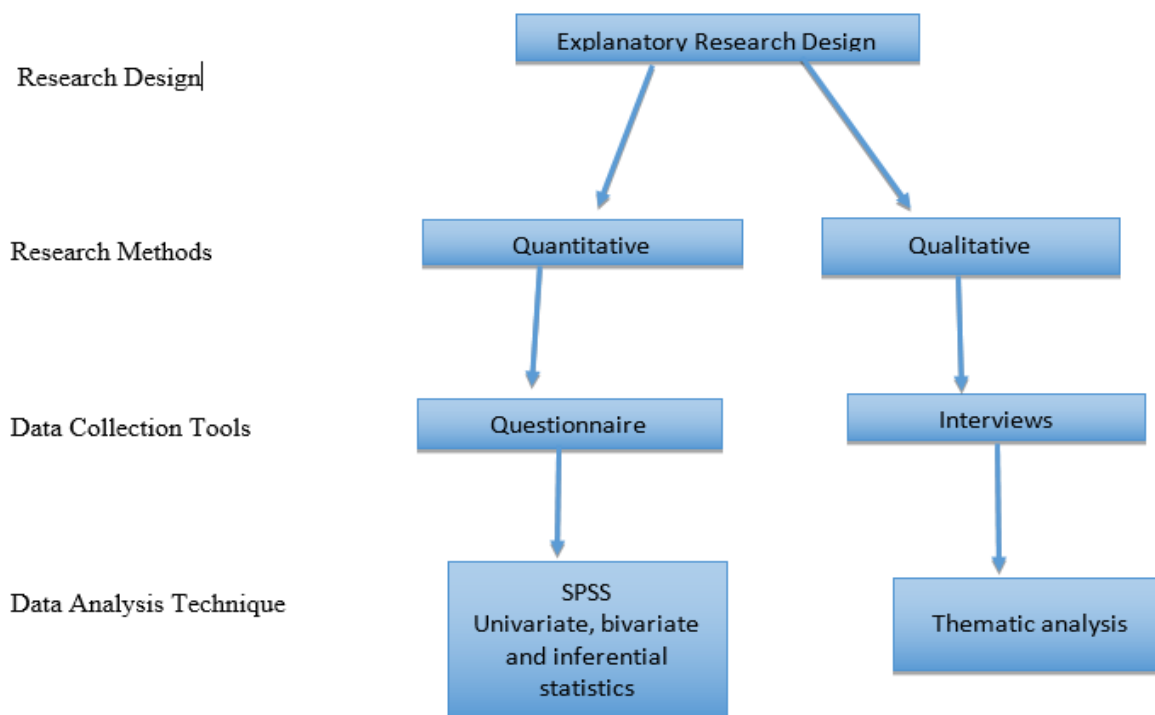 Explanatory Research Design
Research Design
Research Methods
Quantitative
Qualitative
Data Collection Tools
Questionnaire
Interviews
Data Analysis Technique
SPSS
Univariate, bivariate
and inferential
statistics
Thematic analysis